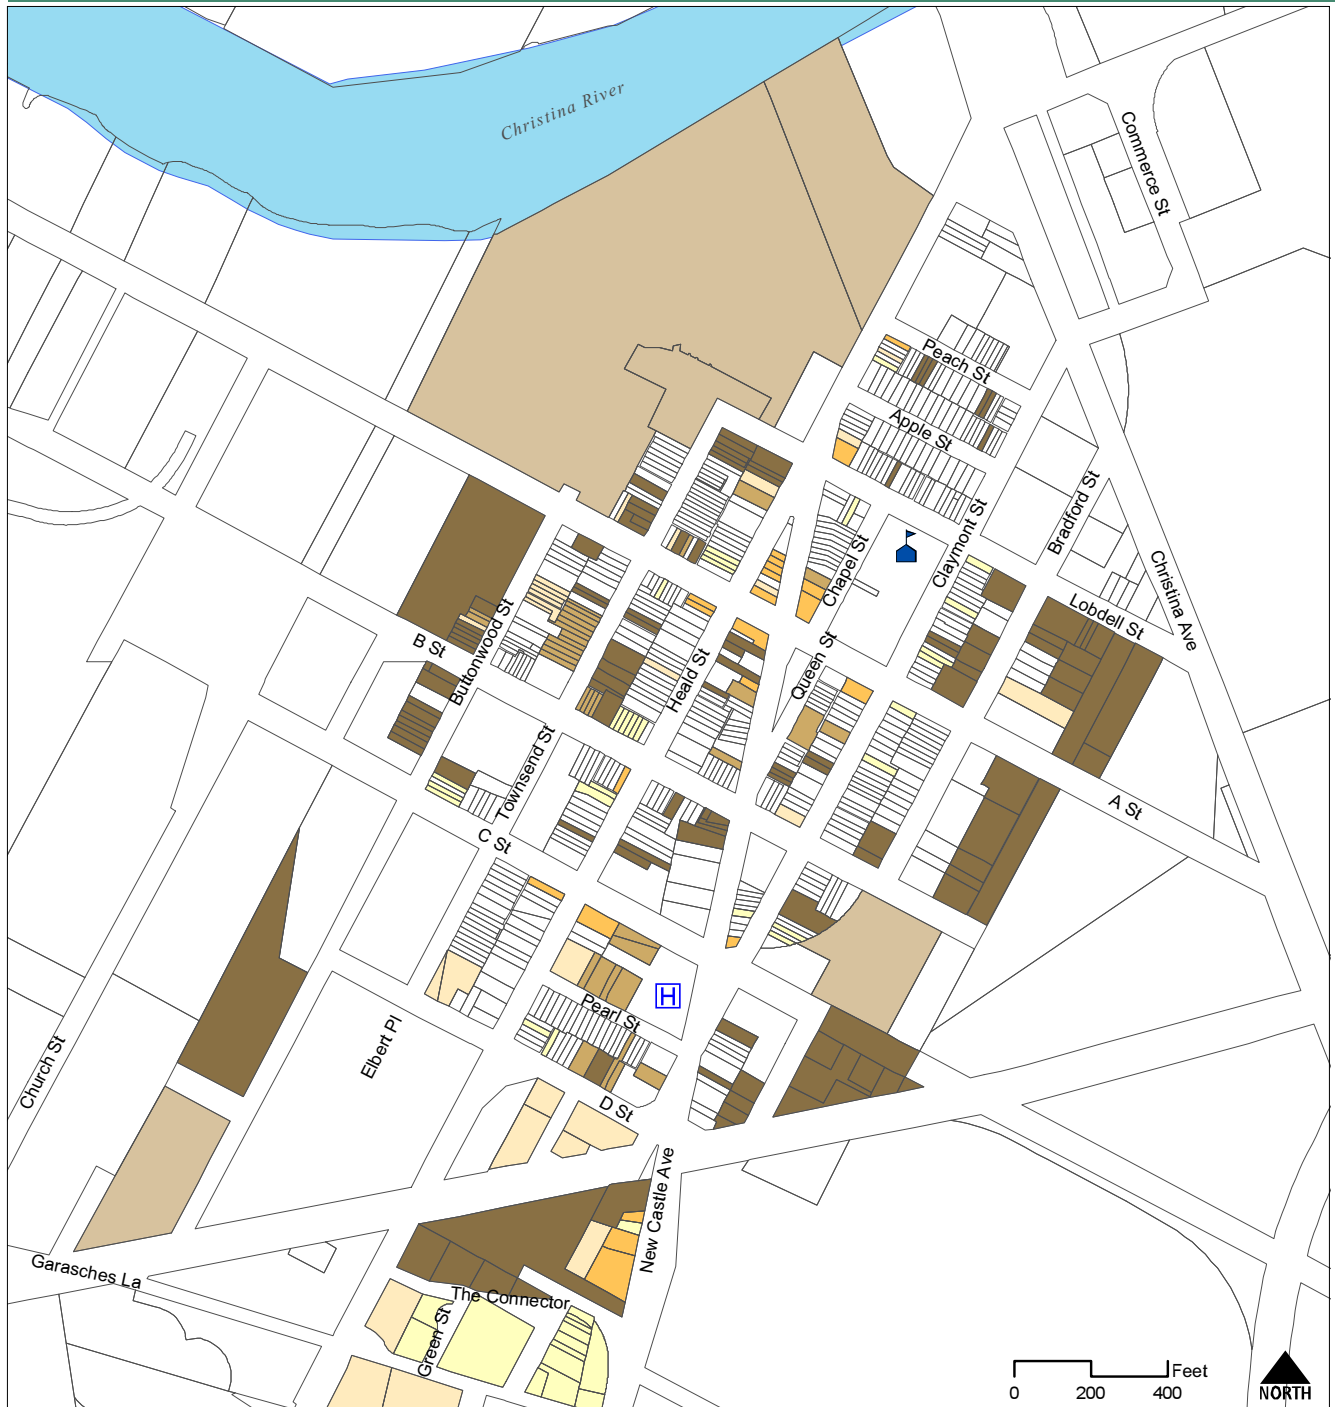 Christina River
Commerce St
Peach St
Apple St
Bradford St
Claymont St
Chapel St
Christina Ave
Lobdell St
Buttonwood St
B St
Queen St
Heald St
Townsend St
A St
C St
H
Pearl St
Elbert Pl
Church St
D St
New Castle Ave
Garasches La
The Connector
Green St
Feet
0 200 400
NORTH